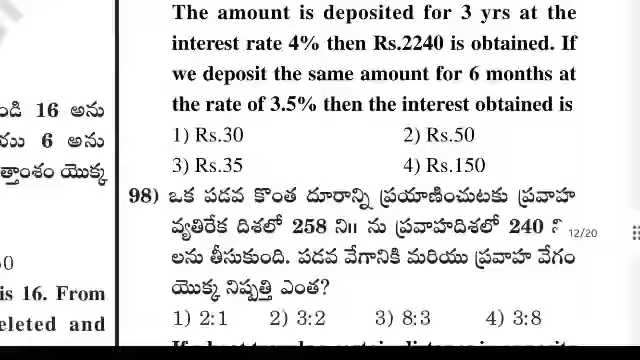 The amount is deposited for 3 yrs at the
interest rate 4% then Rs.2240 is obtained. If
we deposit the same amount for 6 months at
the rate of 3.5% then the interest obtained is
1) Rs.30 2) Rs.50
3) Rs.35 4) Rs.150
98) ఒక పడవ కొంత దూరాన్ని ప్రయాణించుటకు ప్రవాహ
వ్యతిరేక దిశలో 258 ని॥ ను ప్రవాహదిశలో 240
లను తీసుకుంది. పడవ వేగానికి మరియు ప్రవాహ వేగం
యొక్క నిష్పత్తి ఎంత?
1) 2:1 2) 3:2 3) 8:3 4) 3:8
16 అను
6 అను
యొక్క
is 16. From
and
12/20